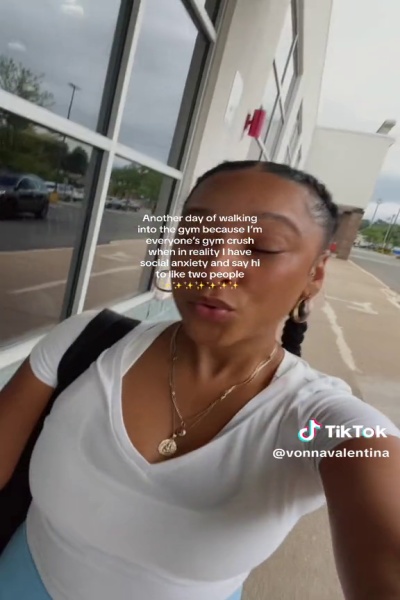 Another day of walking
into the gym because I'm
everyone's gym crush
when in reality I have
social anxiety and say hi
to like two people
✨✨✨✨✨✨
TikTok
@vonnavalentina